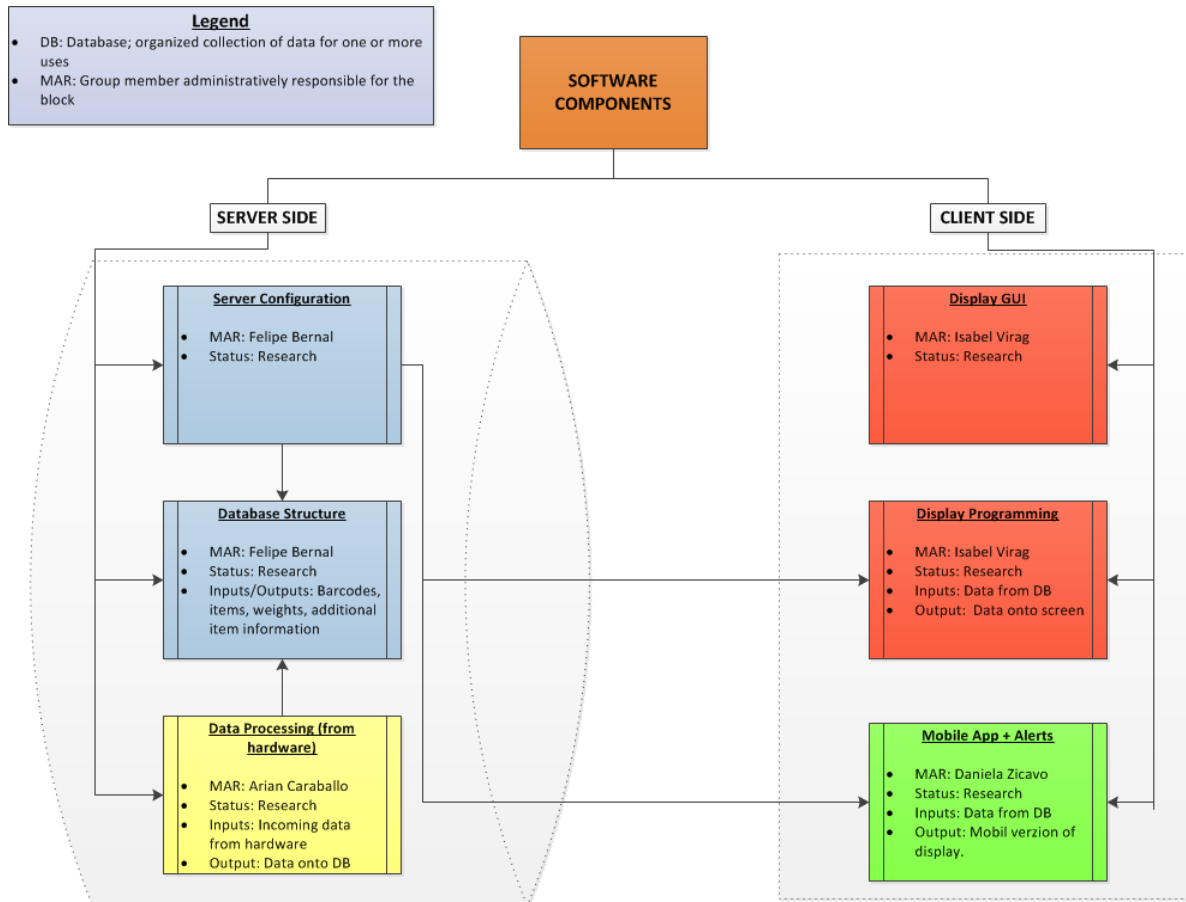 Legend
• DB: Database; organized collection of data for one or more
uses
• MAR: Group member administratively responsible for the
block
SOFTWARE
COMPONENTS
SERVER SIDE
CLIENT SIDE
Server Configuration
• MAR: Felipe Bernal
• Status: Research
Display GUI
• MAR: Isabel Virag
• Status: Research
Database Structure
• MAR: Felipe Bernal
• Status: Research
• Inputs/Outputs: Barcodes,
items, weights, additional
item information
Display Programming
• MAR: Isabel Virag
• Status: Research
• Inputs: Data from DB
• Output: Data onto screen
Data Processing (from
hardware)
• MAR: Arian Caraballo
• Status: Research
• Inputs: Incoming data
from hardware
• Output: Data onto DB
Mobile App + Alerts
• MAR: Daniela Zicavo
• Status: Research
• Inputs: Data from DB
• Output: Mobil verzion of
display.